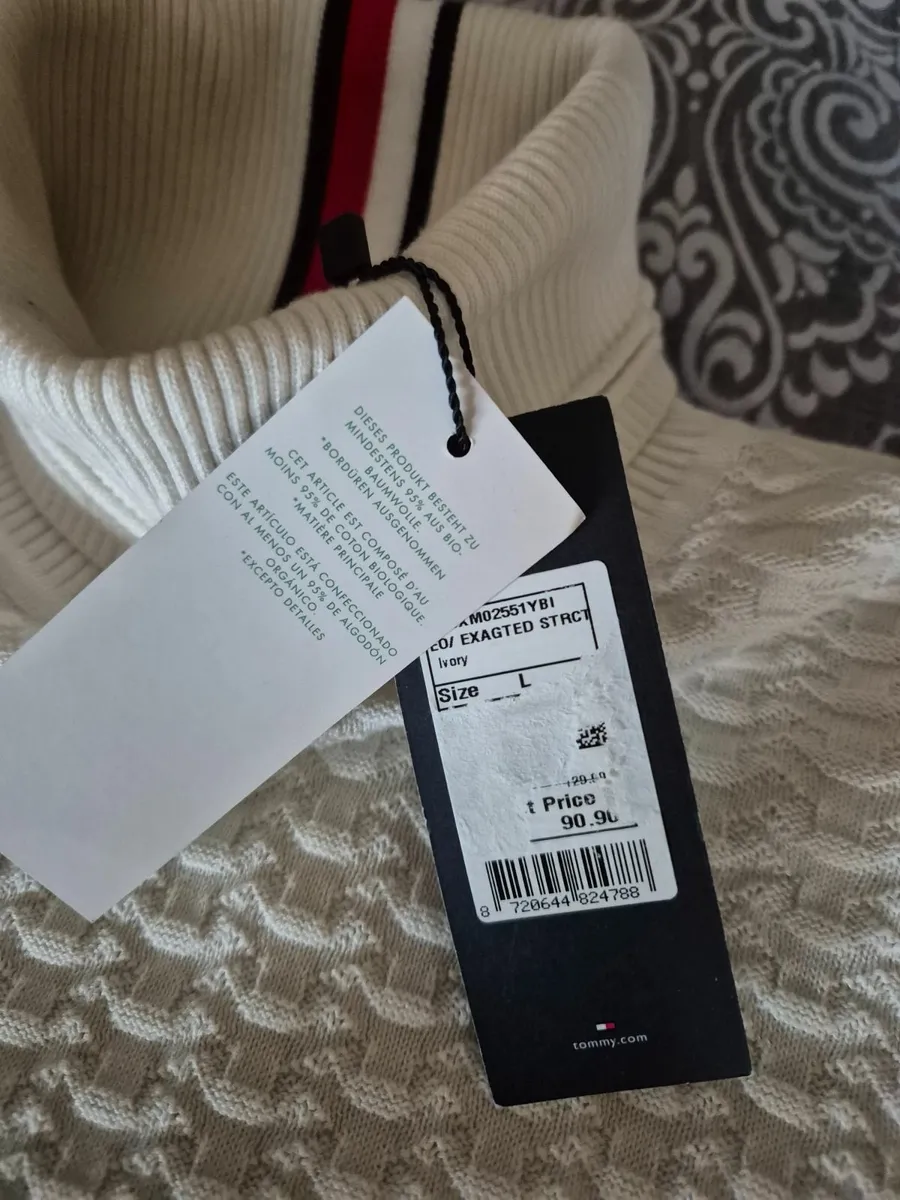 DIESES PRODUKT BESTEHT ZU
MINDESTENS 95% AUS BIO-
BAUMWOLLE.
*BORDÜREN AUSGENOMMEN
CET ARTICLE EST COMPOSÉ D'AU
MOINS 95% DE COTON BIOLOGIQUE.
*MATIÈRE PRINCIPALE
ESTE ARTÍCULO ESTÁ CONFECCIONADO
CON AL MENOS UN 95% DE ALGODÓN
ORGÁNICO.
*EXCEPTO DETALLES
XM02551YBI
EO/ EXAGTED STRCT
Ivory
Size L
t Price
90.90
8 720644 824788
tommy.com